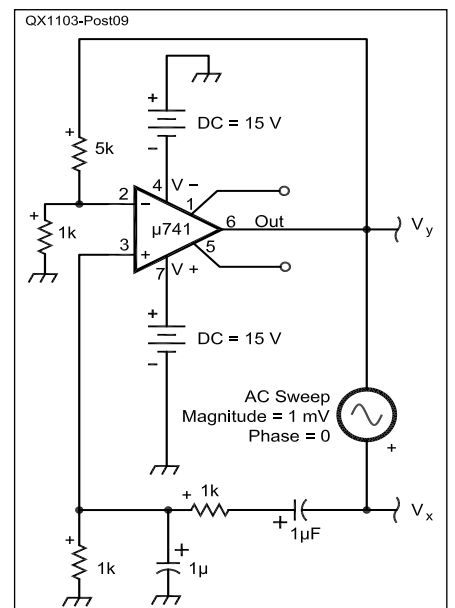 QX1103-Post09
+
+
DC = 15 V
−
5k
4 V −
1
2 −
+
1k
µ741
6 Out
Vy
3 +
5
7 V +
+
DC = 15 V
−
AC Sweep
Magnitude = 1 mV
Phase = 0
+
1k
+
Vx
+
1µF
+
1k
+
1µ